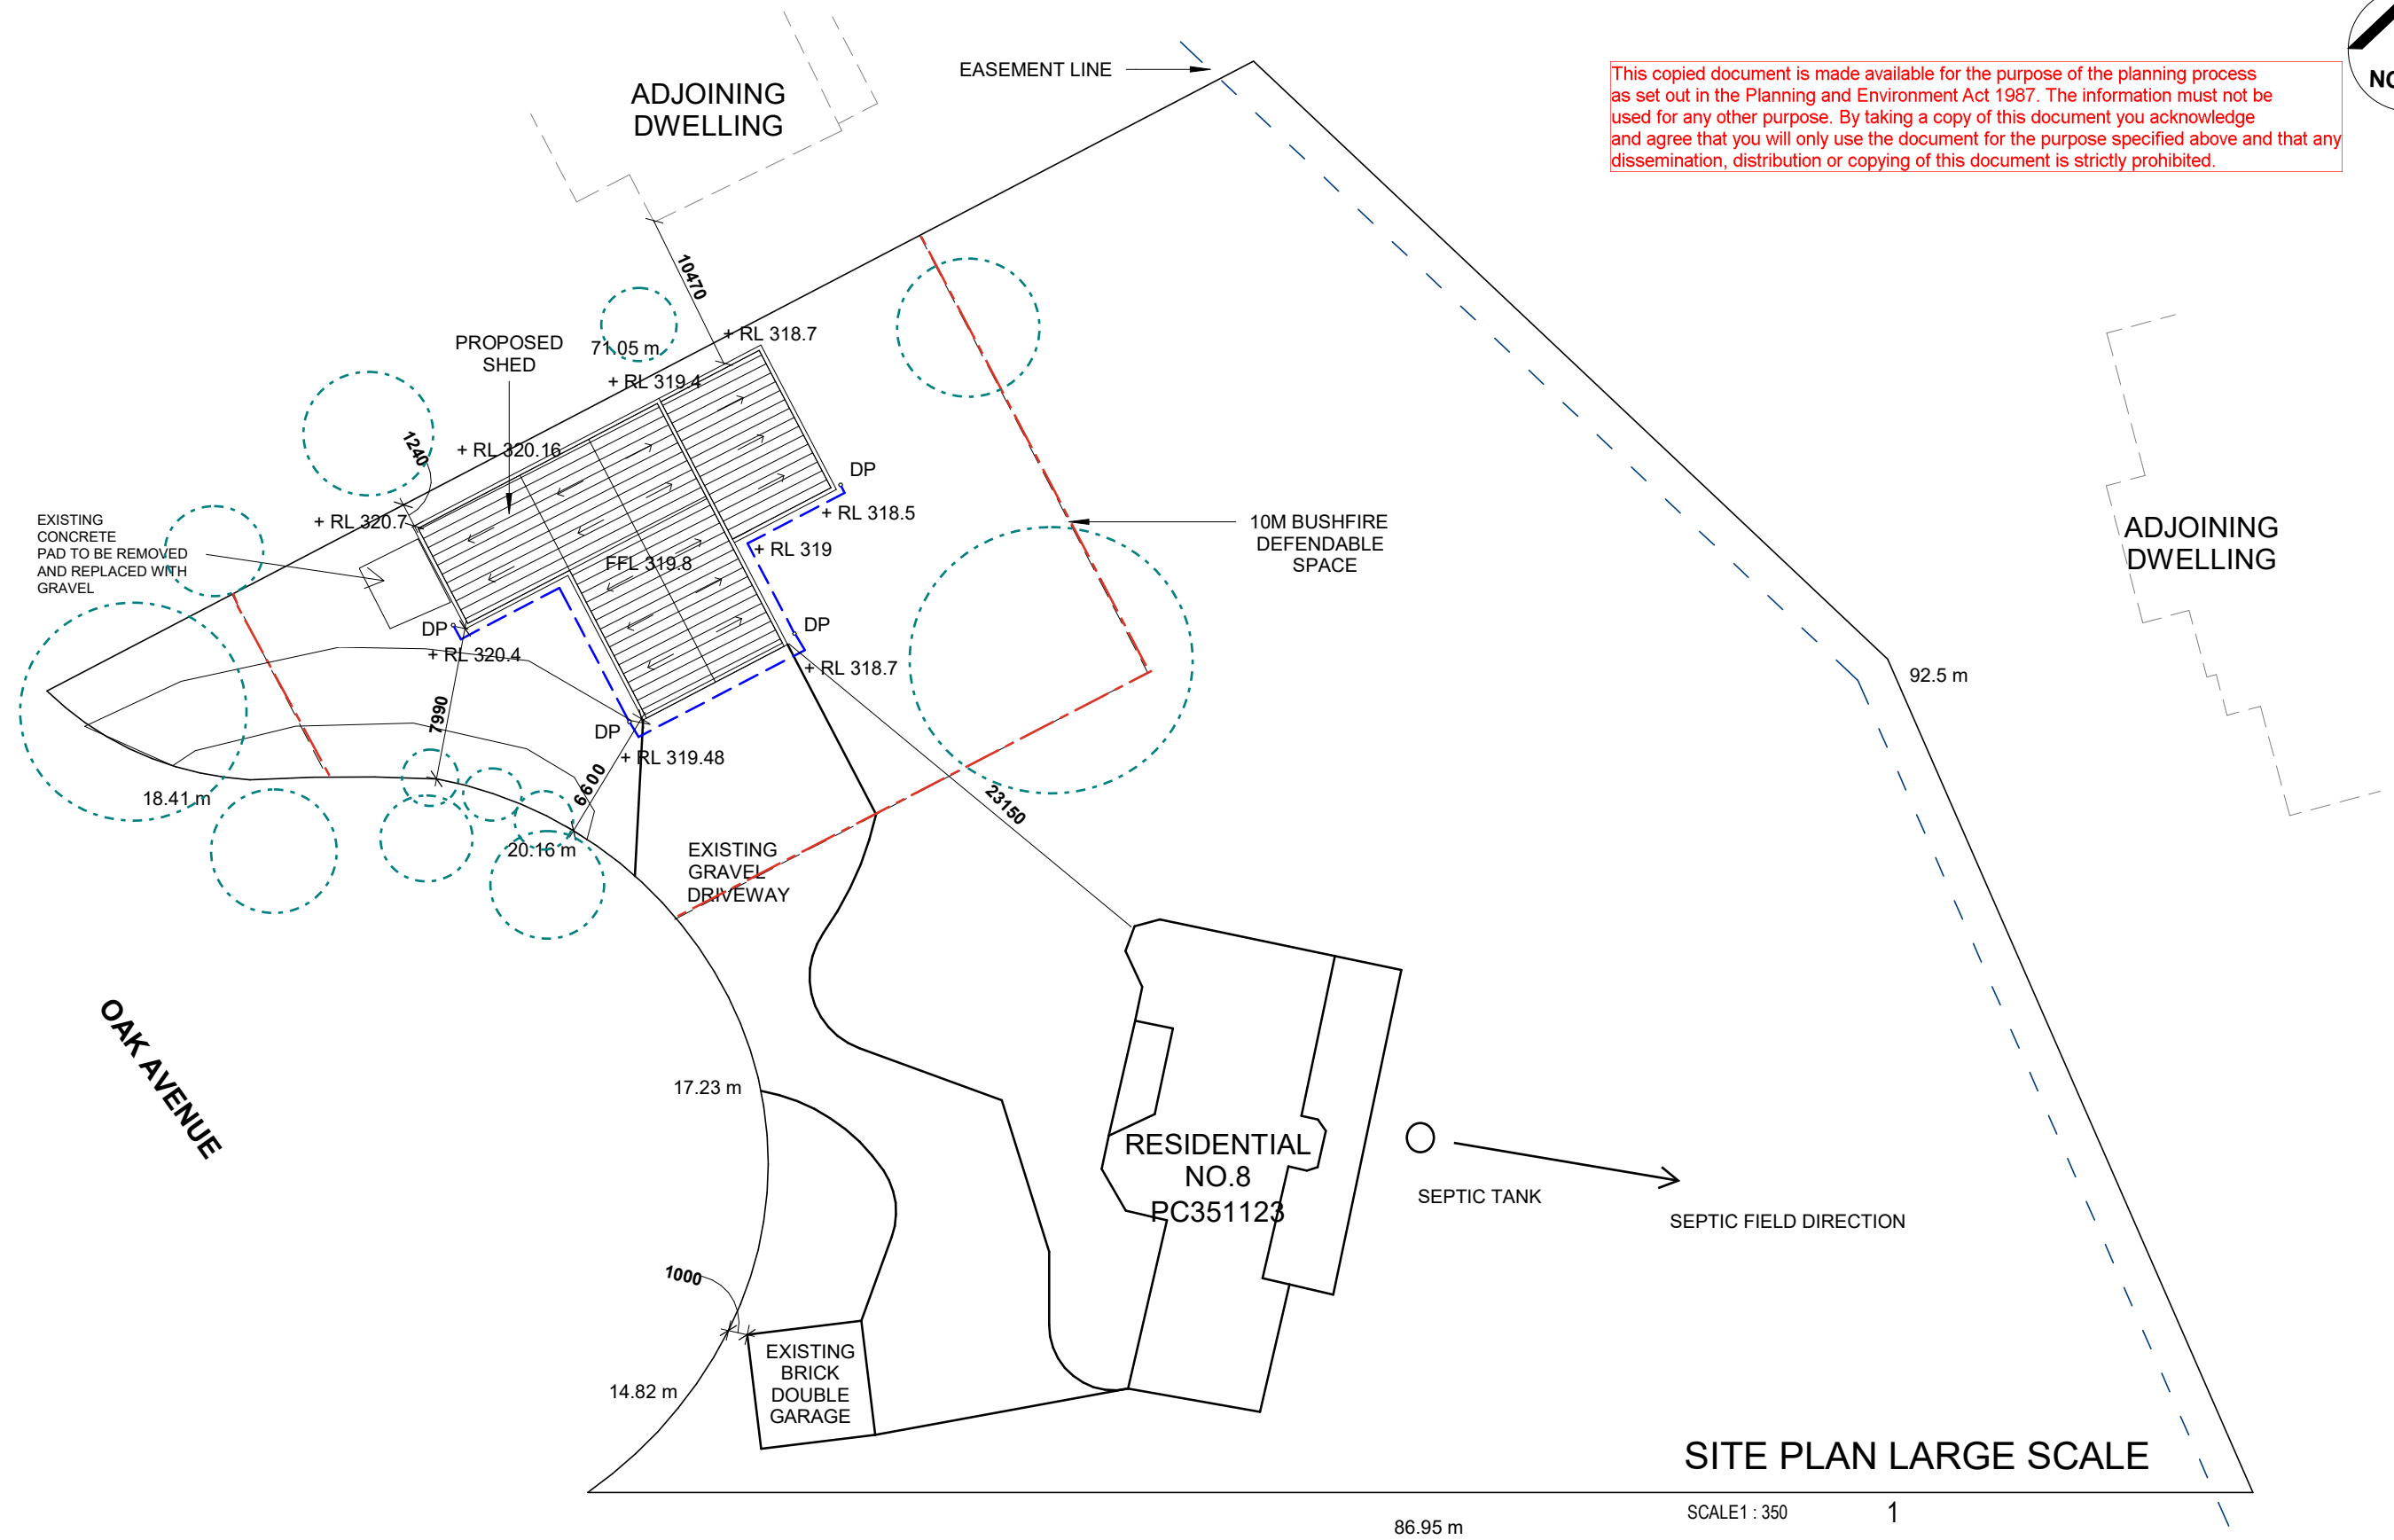 EASEMENT LINE
ADJOINING
DWELLING
This copied document is made available for the purpose of the planning process
as set out in the Planning and Environment Act 1987. The information must not be
used for any other purpose. By taking a copy of this document you acknowledge
and agree that you will only use the document for the purpose specified above and that any
dissemination, distribution or copying of this document is strictly prohibited.
10470
PROPOSED
SHED
71.05 m
+ RL 318.7
+ RL 319.4
+ RL 320.16
1240
+ RL 320.7
DP
+ RL 318.5
+ RL 319
FFL 319.8
EXISTING
CONCRETE
PAD TO BE REMOVED
AND REPLACED WITH
GRAVEL
10M BUSHFIRE
DEFENDABLE
SPACE
ADJOINING
DWELLING
DP
+ RL 320.4
DP
+ RL 318.7
92.5 m
7990
DP
+ RL 319.48
6600
18.41 m
20.16 m
23150
EXISTING
GRAVEL
DRIVEWAY
OAK AVENUE
17.23 m
RESIDENTIAL
NO.8
PC351123
SEPTIC TANK
SEPTIC FIELD DIRECTION
1000
EXISTING
BRICK
DOUBLE
GARAGE
14.82 m
SITE PLAN LARGE SCALE
SCALE1 : 350
1
86.95 m